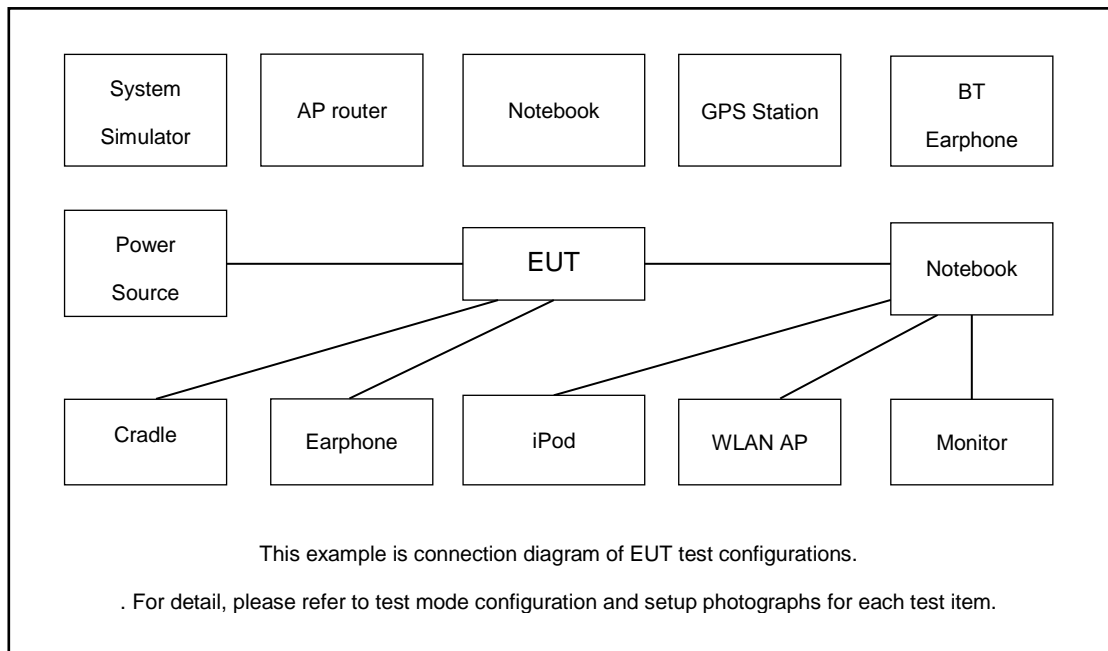 System
Simulator
AP router
Notebook
GPS Station
BT
Earphone
Power
Source
EUT
Notebook
Cradle
Earphone
iPod
WLAN AP
Monitor
This example is connection diagram of EUT test configurations.
. For detail, please refer to test mode configuration and setup photographs for each test item.